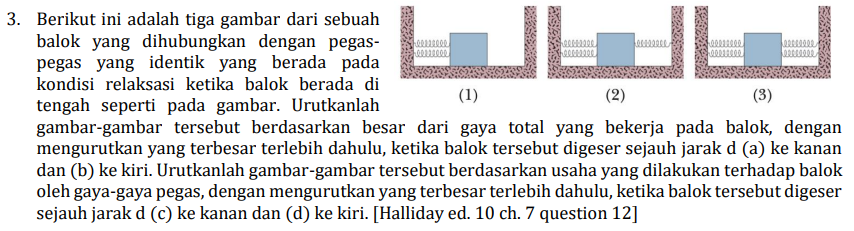 3. Berikut ini adalah tiga gambar dari sebuah
balok yang dihubungkan dengan pegas-
pegas yang identik yang berada pada
kondisi relaksasi ketika balok berada di
tengah seperti pada gambar. Urutkanlah
(1) (2) (3)
gambar-gambar tersebut berdasarkan besar dari gaya total yang bekerja pada balok, dengan
mengurutkan yang terbesar terlebih dahulu, ketika balok tersebut digeser sejauh jarak d (a) ke kanan
dan (b) ke kiri. Urutkanlah gambar-gambar tersebut berdasarkan usaha yang dilakukan terhadap balok
oleh gaya-gaya pegas, dengan mengurutkan yang terbesar terlebih dahulu, ketika balok tersebut digeser
sejauh jarak d (c) ke kanan dan (d) ke kiri. [Halliday ed. 10 ch. 7 question 12]